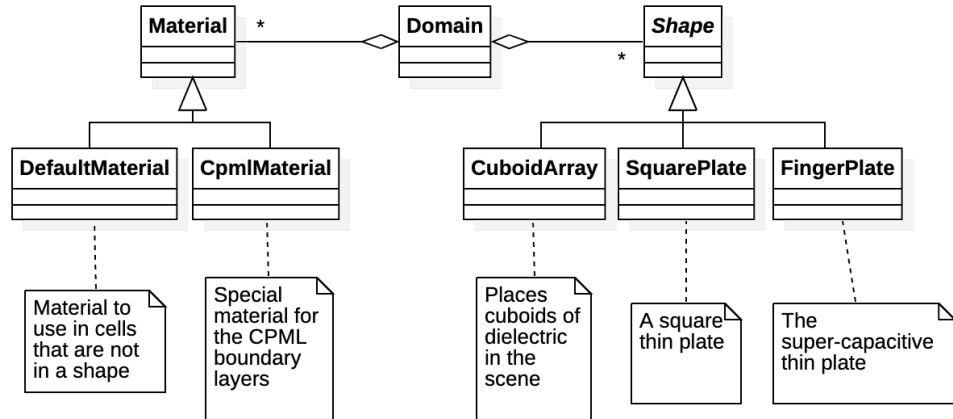 Material
*
Domain
Shape
*
DefaultMaterial
CpmlMaterial
CuboidArray
SquarePlate
FingerPlate
Material to
use in cells
that are not
in a shape
Special
material for
the CPML
boundary
layers
Places
cuboids of
dielectric
in the
scene
A square
thin plate
The
super-capacitive
thin plate